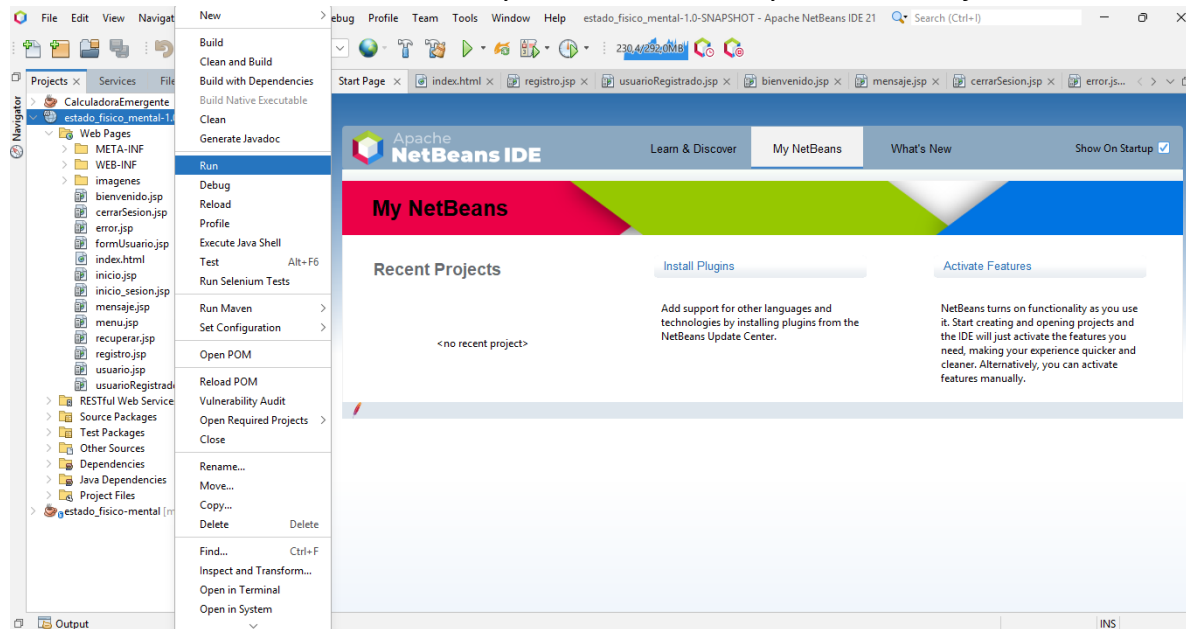 File Edit View Navigat
ebug Profile Team Tools Window Help estado_fisico_mental-1.0-SNAPSHOT - Apache NetBeans IDE 21 Search (Ctrl+I)
230,4/292,0MB
Projects Services File
Start Page index.html registro.jsp usuarioRegistrado.jsp bienvenido.jsp mensaje.jsp cerrarSesion.jsp error.js...
Navigator
CalculadoraEmergente
estado_fisico_mental-1.0
Web Pages
META-INF
WEB-INF
imagenes
bienvenido.jsp
cerrarSesion.jsp
error.jsp
formUsuario.jsp
index.html
inicio.jsp
inicio_sesion.jsp
mensaje.jsp
menu.jsp
recuperar.jsp
registro.jsp
usuario.jsp
usuarioRegistrado
RESTful Web Service
Source Packages
Test Packages
Other Sources
Dependencies
Java Dependencies
Project Files
estado_fisico-mental [m
New
Build
Clean and Build
Build with Dependencies
Build Native Executable
Clean
Generate Javadoc
Run
Debug
Reload
Profile
Execute Java Shell
Test Alt+F6
Run Selenium Tests
Run Maven
Set Configuration
Open POM
Reload POM
Vulnerability Audit
Open Required Projects
Close
Rename...
Move...
Copy...
Delete Delete
Find... Ctrl+F
Inspect and Transform...
Open in Terminal
Open in System
Apache
NetBeans IDE
Learn & Discover My NetBeans What's New Show On Startup
My NetBeans
Recent Projects
<no recent project>
Install Plugins
Add support for other languages and
technologies by installing plugins from the
NetBeans Update Center.
Activate Features
NetBeans turns on functionality as you use
it. Start creating and opening projects and
the IDE will just activate the features you
need, making your experience quicker and
cleaner. Alternatively, you can activate
features manually.
Output
INS